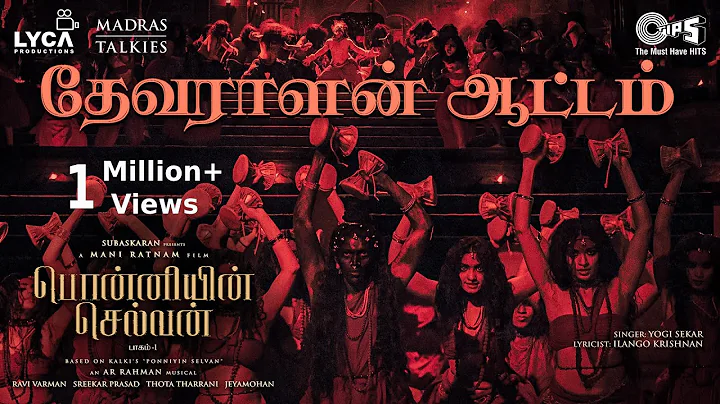 LYCA
PRODUCTIONS
MADRAS
TALKIES
TIPS
The Must Have HITS
தேவராளன் ஆட்டம்
1 Million+
Views
SUBASKARAN PRESENTS
A MANI RATNAM FILM
பொன்னியின்
செல்வன்
பாகம்-1
BASED ON KALKI'S "PONNIYIN SELVAN"
AN AR RAHMAN MUSICAL
RAVI VARMAN SREEKAR PRASAD THOTA THARRANI JEYAMOHAN
SINGER: YOGI SEKAR
LYRICIST: ILANGO KRISHNAN